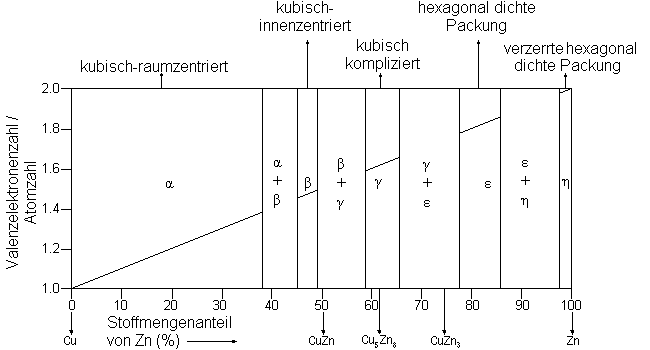 kubisch-
innenzentriert
hexagonal dichte
Packung
kubisch
kompliziert
verzerrte hexagonal
dichte Packung
kubisch-raumzentriert
Valenzelektronenzahl /
Atomzahl
2.0
1.8
1.6
1.4
1.2
1.0
α
α
+
β
β
β
+
γ
γ
γ
+
ε
ε
ε
+
η
η
0 10 20 30 40 50 60 70 80 90 100
Stoffmengenanteil
von Zn (%)
Cu CuZn Cu5Zn8 CuZn3 Zn